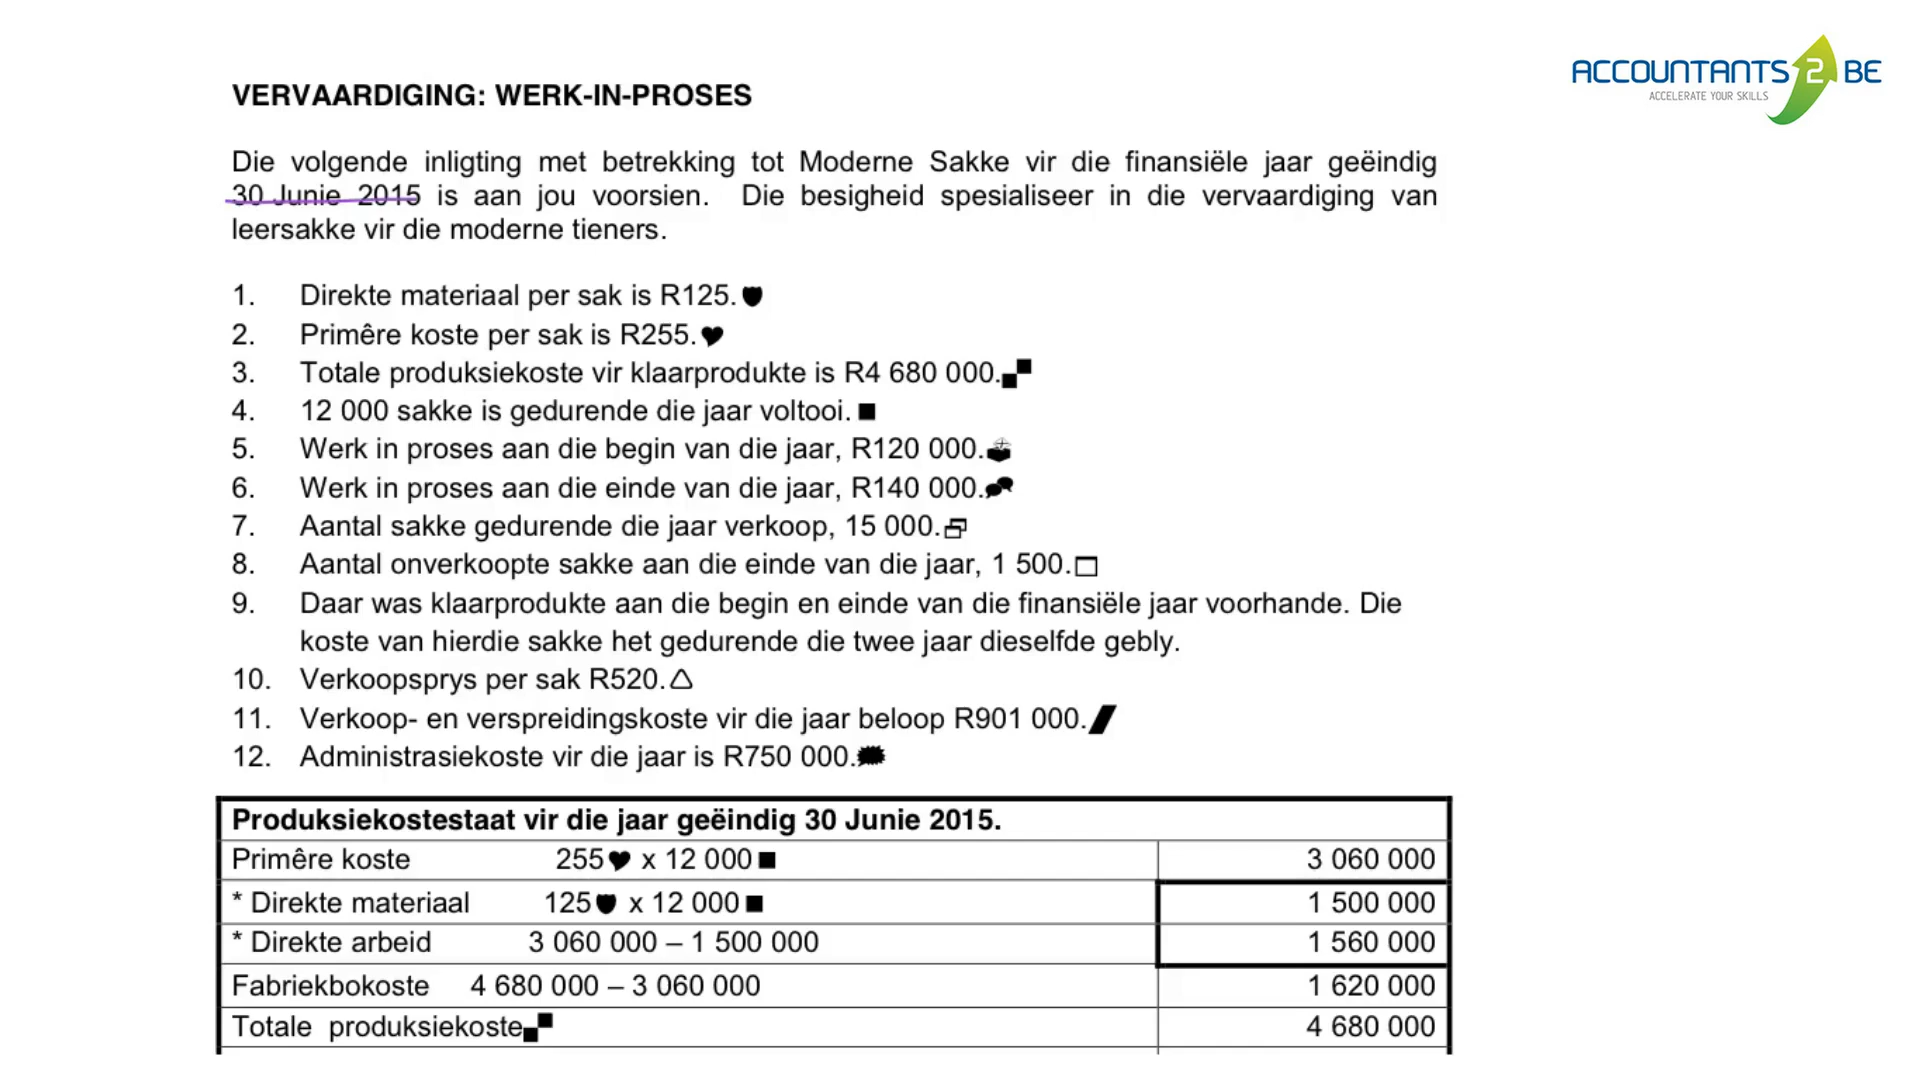 ACCOUNTANTS 2 BE
ACCELERATE YOUR SKILLS
VERVAARDIGING: WERK-IN-PROSES
Die volgende inligting met betrekking tot Moderne Sakke vir die finansiële jaar geëindig
30 Junie 2015 is aan jou voorsien. Die besigheid spesialiseer in die vervaardiging van
leersakke vir die moderne tieners.
1. Direkte materiaal per sak is R125.
2. Primêre koste per sak is R255.♥
3. Totale produksiekoste vir klaarprodukte is R4 680 000.
4. 12 000 sakke is gedurende die jaar voltooi. ■
5. Werk in proses aan die begin van die jaar, R120 000.
6. Werk in proses aan die einde van die jaar, R140 000.
7. Aantal sakke gedurende die jaar verkoop, 15 000.
8. Aantal onverkoopte sakke aan die einde van die jaar, 1 500.
9. Daar was klaarprodukte aan die begin en einde van die finansiële jaar voorhande. Die
koste van hierdie sakke het gedurende die twee jaar dieselfde gebly.
10. Verkoopsprys per sak R520.△
11. Verkoop- en verspreidingskoste vir die jaar beloop R901 000.
12. Administrasiekoste vir die jaar is R750 000.
Produksiekostestaat vir die jaar geëindig 30 Junie 2015.
Primêre koste 255♥ x 12 000■ 3 060 000
* Direkte materiaal 125 x 12 000■ 1 500 000
* Direkte arbeid 3 060 000 – 1 500 000 1 560 000
Fabriekbokoste 4 680 000 – 3 060 000 1 620 000
Totale produksiekoste 4 680 000